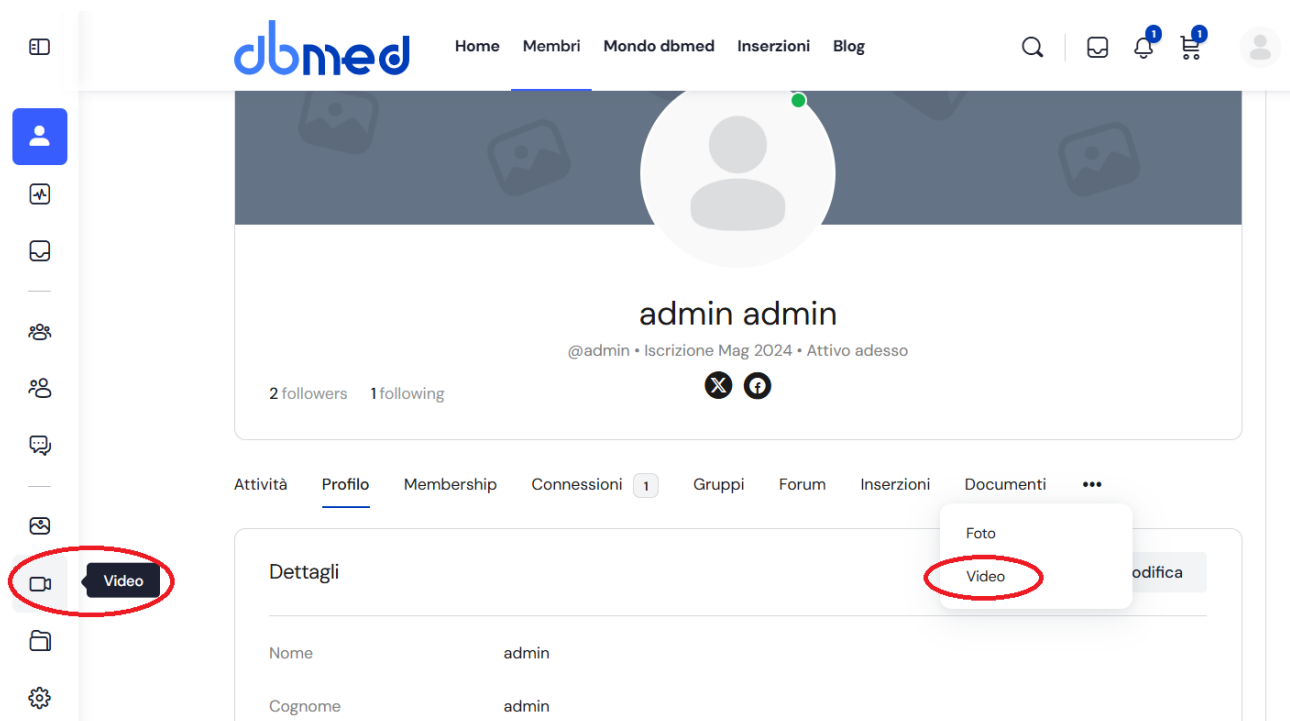 dbmed
Home Membri Mondo dbmed Inserzioni Blog
1 1
admin admin
@admin • Iscrizione Mag 2024 • Attivo adesso
2 followers 1 following
Attività Profilo Membership Connessioni 1 Gruppi Forum Inserzioni Documenti •••
Foto
Dettagli
Video
odifica
Video
Nome admin
Cognome admin